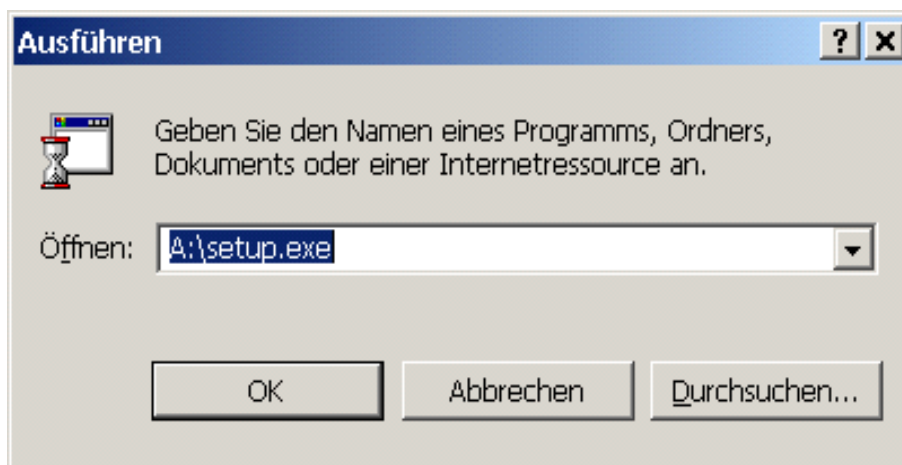 Ausführen
Geben Sie den Namen eines Programms, Ordners,
Dokuments oder einer Internetressource an.
Öffnen: A:\setup.exe
OK Abbrechen Durchsuchen...